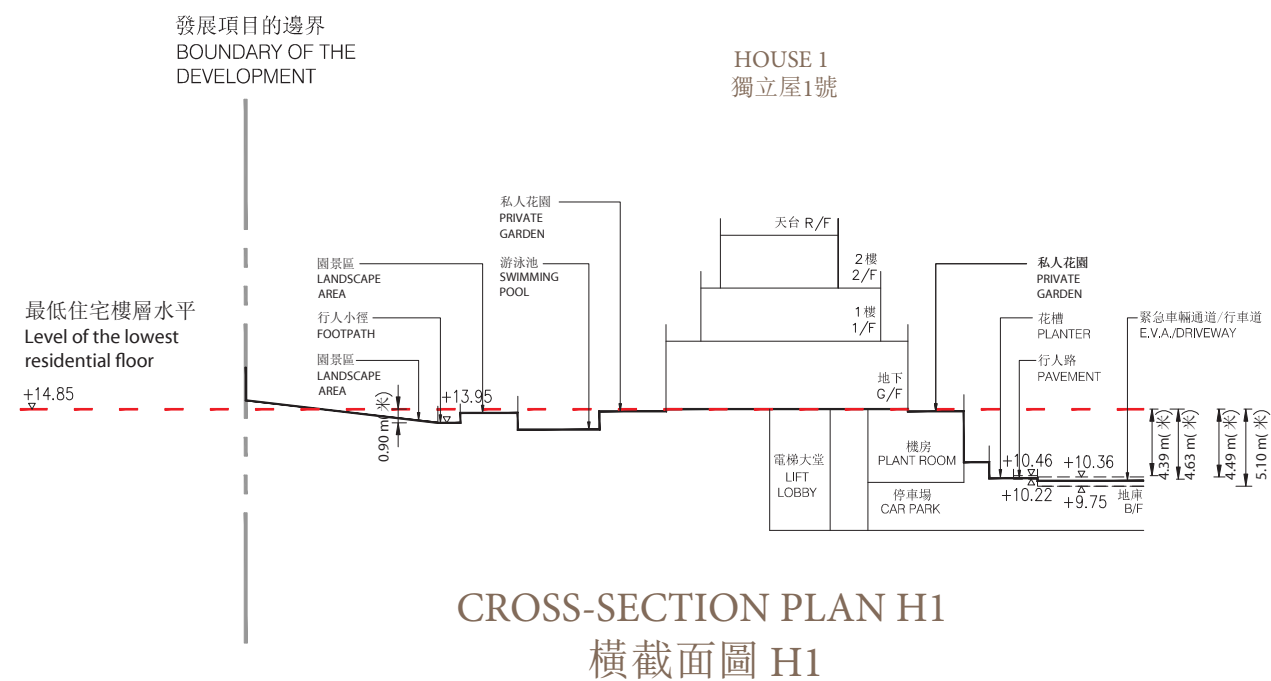 發展項目的邊界
BOUNDARY OF THE
DEVELOPMENT
HOUSE 1
獨立屋1號
私人花園
PRIVATE
GARDEN
天台 R/F
園景區
LANDSCAPE
AREA
游泳池
SWIMMING
POOL
2樓
2/F
私人花園
PRIVATE
GARDEN
最低住宅樓層水平
Level of the lowest
residential floor
行人小徑
FOOTPATH
1樓
1/F
花槽
PLANTER
緊急車輛通道/行車道
E.V.A./DRIVEWAY
園景區
LANDSCAPE
AREA
地下
G/F
行人路
PAVEMENT
+14.85
+13.95
0.90 m(米)
電梯大堂
LIFT
LOBBY
機房
PLANT ROOM
停車場
CAR PARK
+10.46
+10.36
+10.22
+9.75
地庫
B/F
4.39 m(米)
4.63 m(米)
4.49 m(米)
5.10 m(米)
CROSS-SECTION PLAN H1
橫截面圖 H1